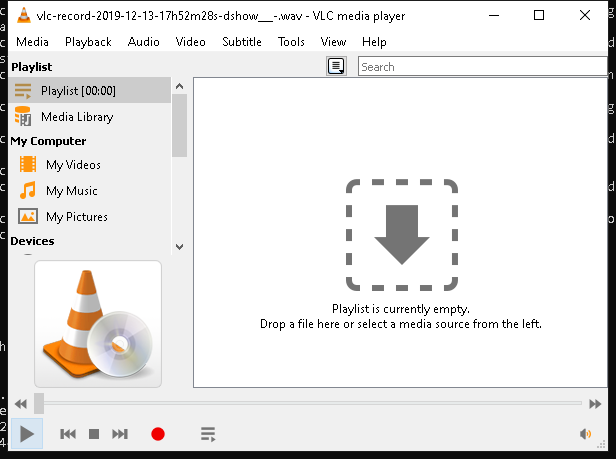 vlc-record-2019-12-13-17h52m28s-dshow__-.wav - VLC media player
Media Playback Audio Video Subtitle Tools View Help
Playlist
Search
Playlist [00:00]
Media Library
My Computer
My Videos
My Music
My Pictures
Devices
Playlist is currently empty.
Drop a file here or select a media source from the left.